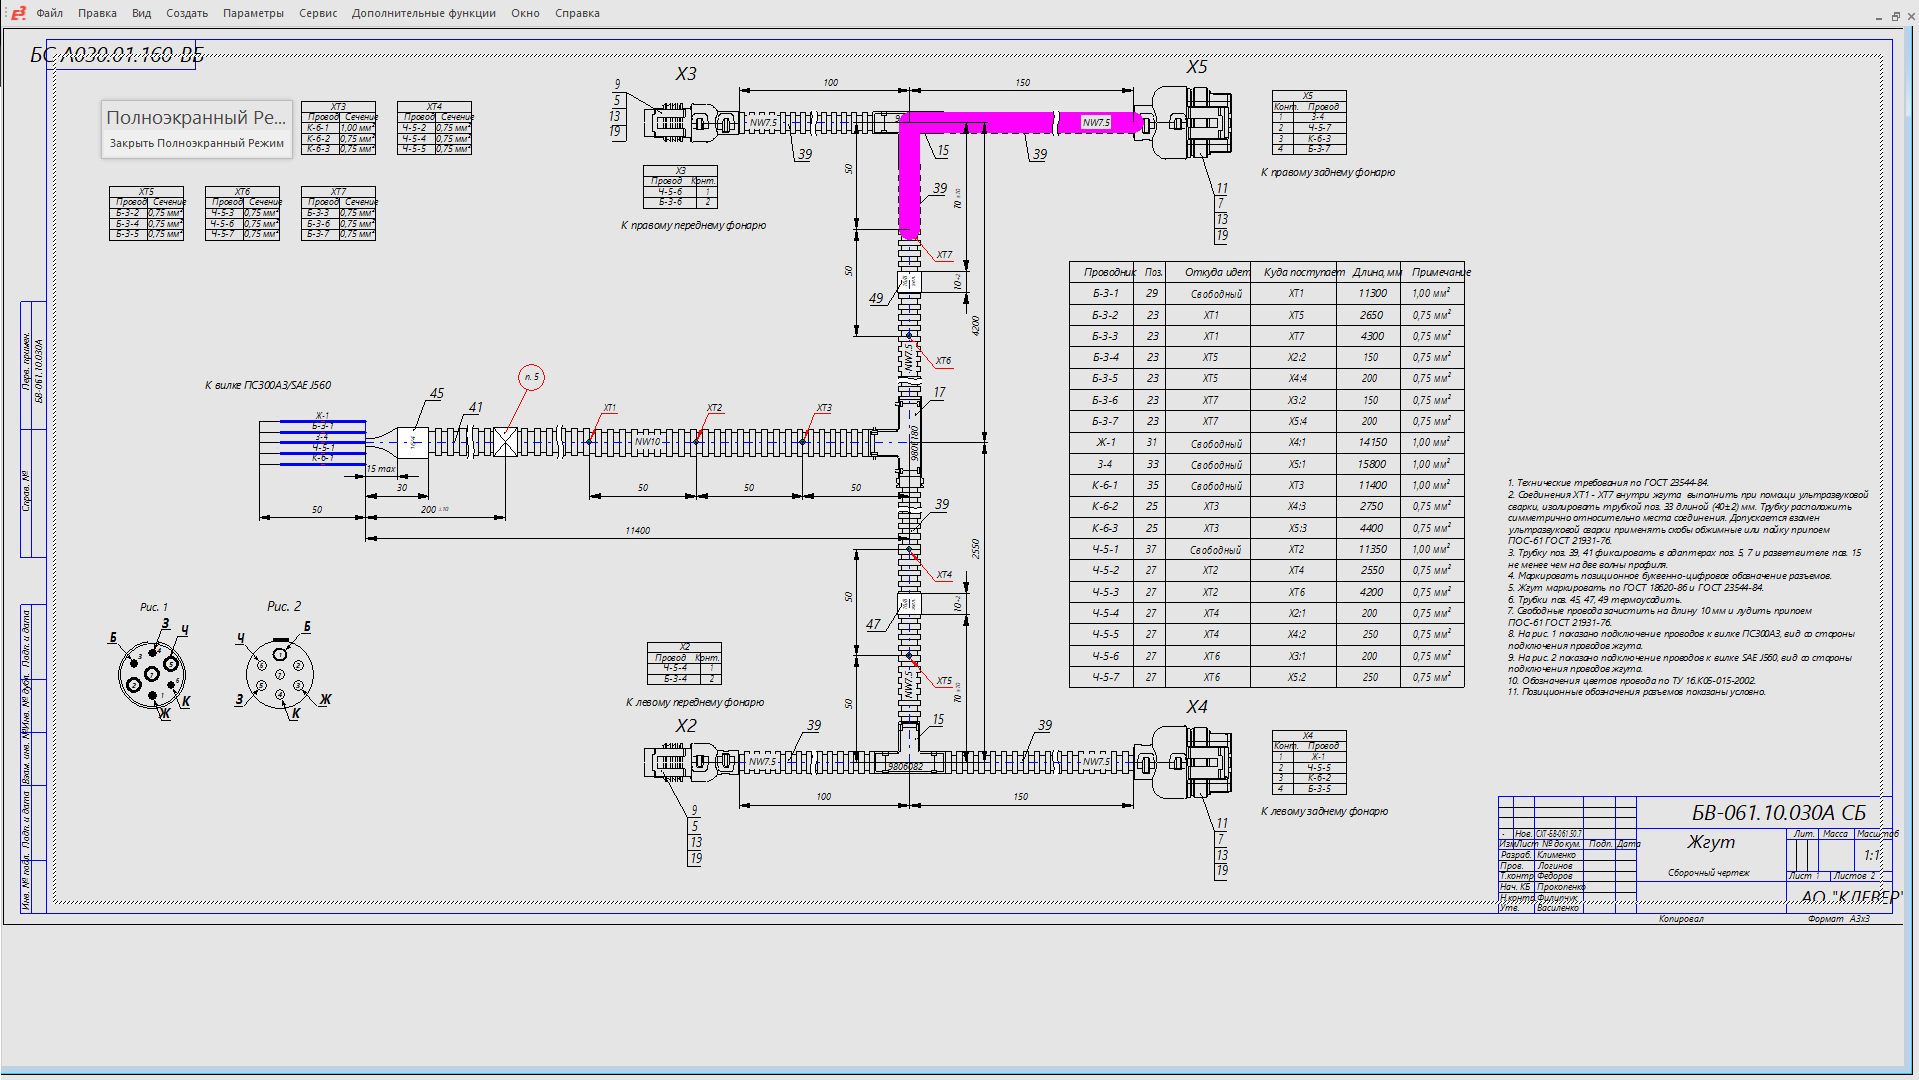 Файл Правка Вид Создать Параметры Сервис Дополнительные функции Окно Справка
БС А030.01.160-ВБ
Полноэкранный Ре...
Закрыть Полноэкранный Режим
XT3
Провод Сечение
К-6-1 1,00 мм²
К-6-2 0,75 мм²
К-6-3 0,75 мм²
XT4
Провод Сечение
Ч-5-2 0,75 мм²
Ч-5-4 0,75 мм²
Ч-5-5 0,75 мм²
XT5
Провод Сечение
Б-3-2 0,75 мм²
Б-3-4 0,75 мм²
Б-3-5 0,75 мм²
XT6
Провод Сечение
Ч-5-3 0,75 мм²
Ч-5-6 0,75 мм²
Ч-5-7 0,75 мм²
XT7
Провод Сечение
Б-3-3 0,75 мм²
Б-3-6 0,75 мм²
Б-3-7 0,75 мм²
X3
9
5
13
19
100
150
NW7.5
39
15
39
NW7.5
X5
11
7
13
19
X3
Провод Конт.
Ч-5-6 1
Б-3-6 2
К правому переднему фонарю
X5
Конт. Провод
1 3-4
2 Ч-5-7
3 К-6-3
4 Б-3-7
К правому заднему фонарю
50
39
70 ±10
XT7
50
49
10-2
4200
NW7.5
XT6
17
9806180
К вилке ПС300А3/SAE J560
Ж-1
Б-3-1
3-4
Ч-5-1
К-6-1
45
41
п. 5
XT1
XT2
XT3
NW10
15 max
30
50
200 ±10
50
50
50
11400
39
2550
XT4
50
10-2
47
XT5
NW7.5
50
70 ±10
15
X2
Провод Конт.
Ч-5-4 1
Б-3-4 2
К левому переднему фонарю
X2
39
39
X4
NW7.5
9806082
NW7.5
100
150
9
5
13
19
11
7
13
19
X4
Конт. Провод
1 Ж-1
2 Ч-5-5
3 К-6-2
4 Б-3-5
К левому заднему фонарю
Проводник Поз. Откуда идет Куда поступает Длина, мм Примечание
Б-3-1 29 Свободный XT1 11300 1,00 мм²
Б-3-2 23 XT1 XT5 2650 0,75 мм²
Б-3-3 23 XT1 XT7 4300 0,75 мм²
Б-3-4 23 XT5 X2:2 150 0,75 мм²
Б-3-5 23 XT5 X4:4 200 0,75 мм²
Б-3-6 23 XT7 X3:2 150 0,75 мм²
Б-3-7 23 XT7 X5:4 200 0,75 мм²
Ж-1 31 Свободный X4:1 14150 1,00 мм²
3-4 33 Свободный X5:1 15800 1,00 мм²
К-6-1 35 Свободный XT3 11400 1,00 мм²
К-6-2 25 XT3 X4:3 2750 0,75 мм²
К-6-3 25 XT3 X5:3 4400 0,75 мм²
Ч-5-1 37 Свободный XT2 11350 1,00 мм²
Ч-5-2 27 XT2 XT4 2550 0,75 мм²
Ч-5-3 27 XT2 XT6 4200 0,75 мм²
Ч-5-4 27 XT4 X2:1 200 0,75 мм²
Ч-5-5 27 XT4 X4:2 250 0,75 мм²
Ч-5-6 27 XT6 X3:1 200 0,75 мм²
Ч-5-7 27 XT6 X5:2 250 0,75 мм²
1. Технические требования по ГОСТ 23544-84.
2. Соединения ХТ1 - ХТ7 внутри жгута выполнить при помощи ультразвуковой
сварки, изолировать трубкой поз. 33 длиной (40±2) мм. Трубку расположить
симметрично относительно места соединения. Допускается взамен
ультразвуковой сварки применять скобы обжимные или пайку припоем
ПОС-61 ГОСТ 21931-76.
3. Трубку поз. 39, 41 фиксировать в адаптерах поз. 5, 7 и разветвителе поз. 15
не менее чем на две волны профиля.
4. Маркировать позиционное буквенно-цифровое обозначение разъемов.
5. Жгут маркировать по ГОСТ 18620-86 и ГОСТ 23544-84.
6. Трубки поз. 45, 47, 49 термоусадить.
7. Свободные провода зачистить на длину 10 мм и лудить припоем
ПОС-61 ГОСТ 21931-76.
8. На рис. 1 показано подключение проводов к вилке ПС300А3, вид со стороны
подключения проводов жгута.
9. На рис. 2 показано подключение проводов к вилке SAE J560, вид со стороны
подключения проводов жгута.
10. Обозначения цветов провода по ТУ 16.К05-015-2002.
11. Позиционные обозначения разъемов показаны условно.
Рис. 1
Б
3
Ч
К
Ж
Рис. 2
Ч
Б
З
К
Ж
Перв. примен.
БВ-061.10.030А
Справ. №
Подп. и дата
Инв. № дубл.
Взам. инв. №
Подп. и дата
Инв. № подл.
БВ-061.10.030А СБ
- Нов. СХТ-БВ-061.50.7
Изм Лист № докум. Подп. Дата
Разраб. Клименко
Пров. Логинов
Т.контр Федоров
Нач. КБ Прокопенко
Н.контр Филипчук
Утв. Василенко
Жгут
Сборочный чертеж
Лит. Масса Масштаб
1:1
Лист 1 Листов 2
АО "КЛЕВЕР"
Копировал Формат А3х3